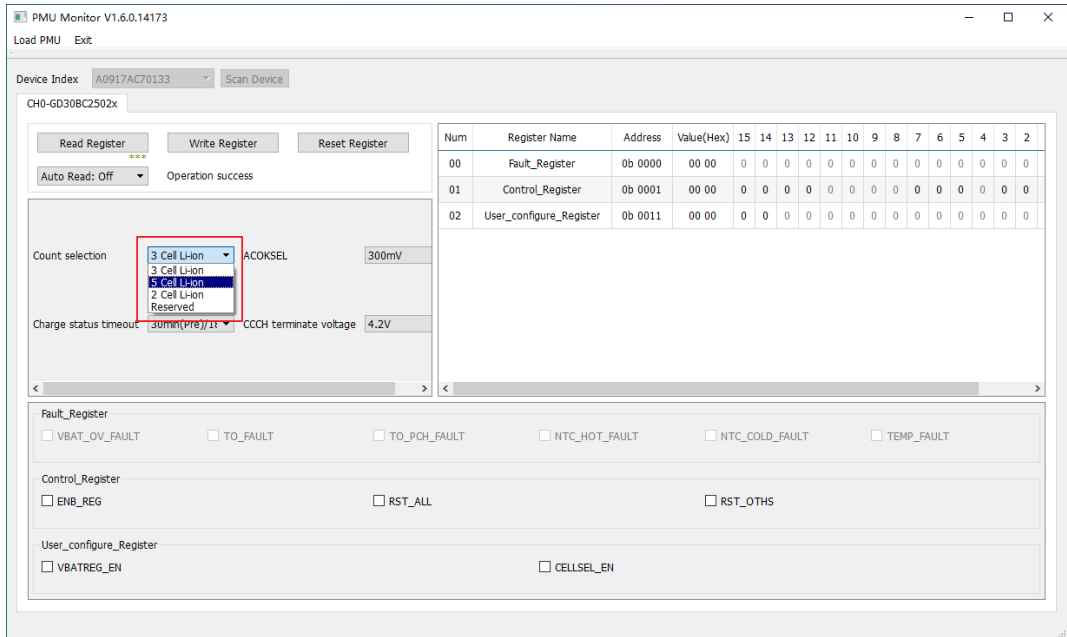 PMU Monitor V1.6.0.14173
Load PMU Exit
Device Index A0917AC70133 Scan Device
CH0-GD30BC2502x
Read Register Write Register Reset Register
***
Auto Read: Off Operation success
Num Register Name Address Value(Hex) 15 14 13 12 11 10 9 8 7 6 5 4 3 2
00 Fault_Register 0b 0000 00 00 0 0 0 0 0 0 0 0 0 0 0 0 0 0
01 Control_Register 0b 0001 00 00 0 0 0 0 0 0 0 0 0 0 0 0 0 0
02 User_configure_Register 0b 0011 00 00 0 0 0 0 0 0 0 0 0 0 0 0 0 0
Count selection 3 Cell Li-ion ACOKSEL 300mV
3 Cell Li-ion
5 Cell Li-ion
2 Cell Li-ion
Reserved
Charge status timeout 30min(Pre)/ CCCH terminate voltage 4.2V
Fault_Register
VBAT_OV_FAULT TO_FAULT TO_PCH_FAULT NTC_HOT_FAULT NTC_COLD_FAULT TEMP_FAULT
Control_Register
ENB_REG RST_ALL RST_OTHS
User_configure_Register
VBATREG_EN CELLSEL_EN